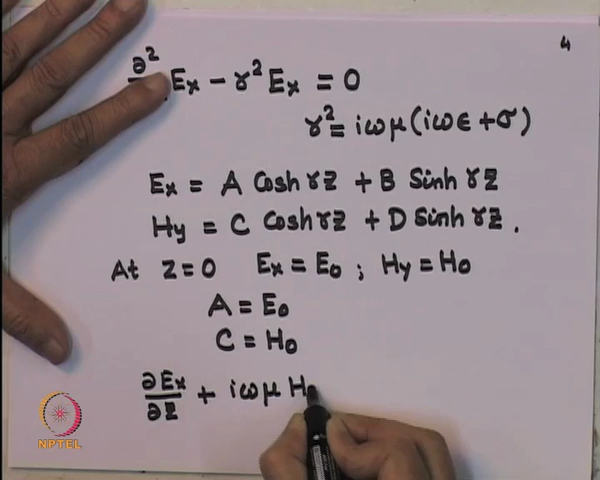 4
∂² Ex − γ² Ex = 0
γ² = iωμ(iωϵ + σ)
Ex = A Cosh γz + B Sinh γz
Hy = C Cosh γz + D Sinh γz.
At z = 0 Ex = E₀ ; Hy = H₀
A = E₀
C = H₀
∂Ex/∂z + iωμ H
NPTEL